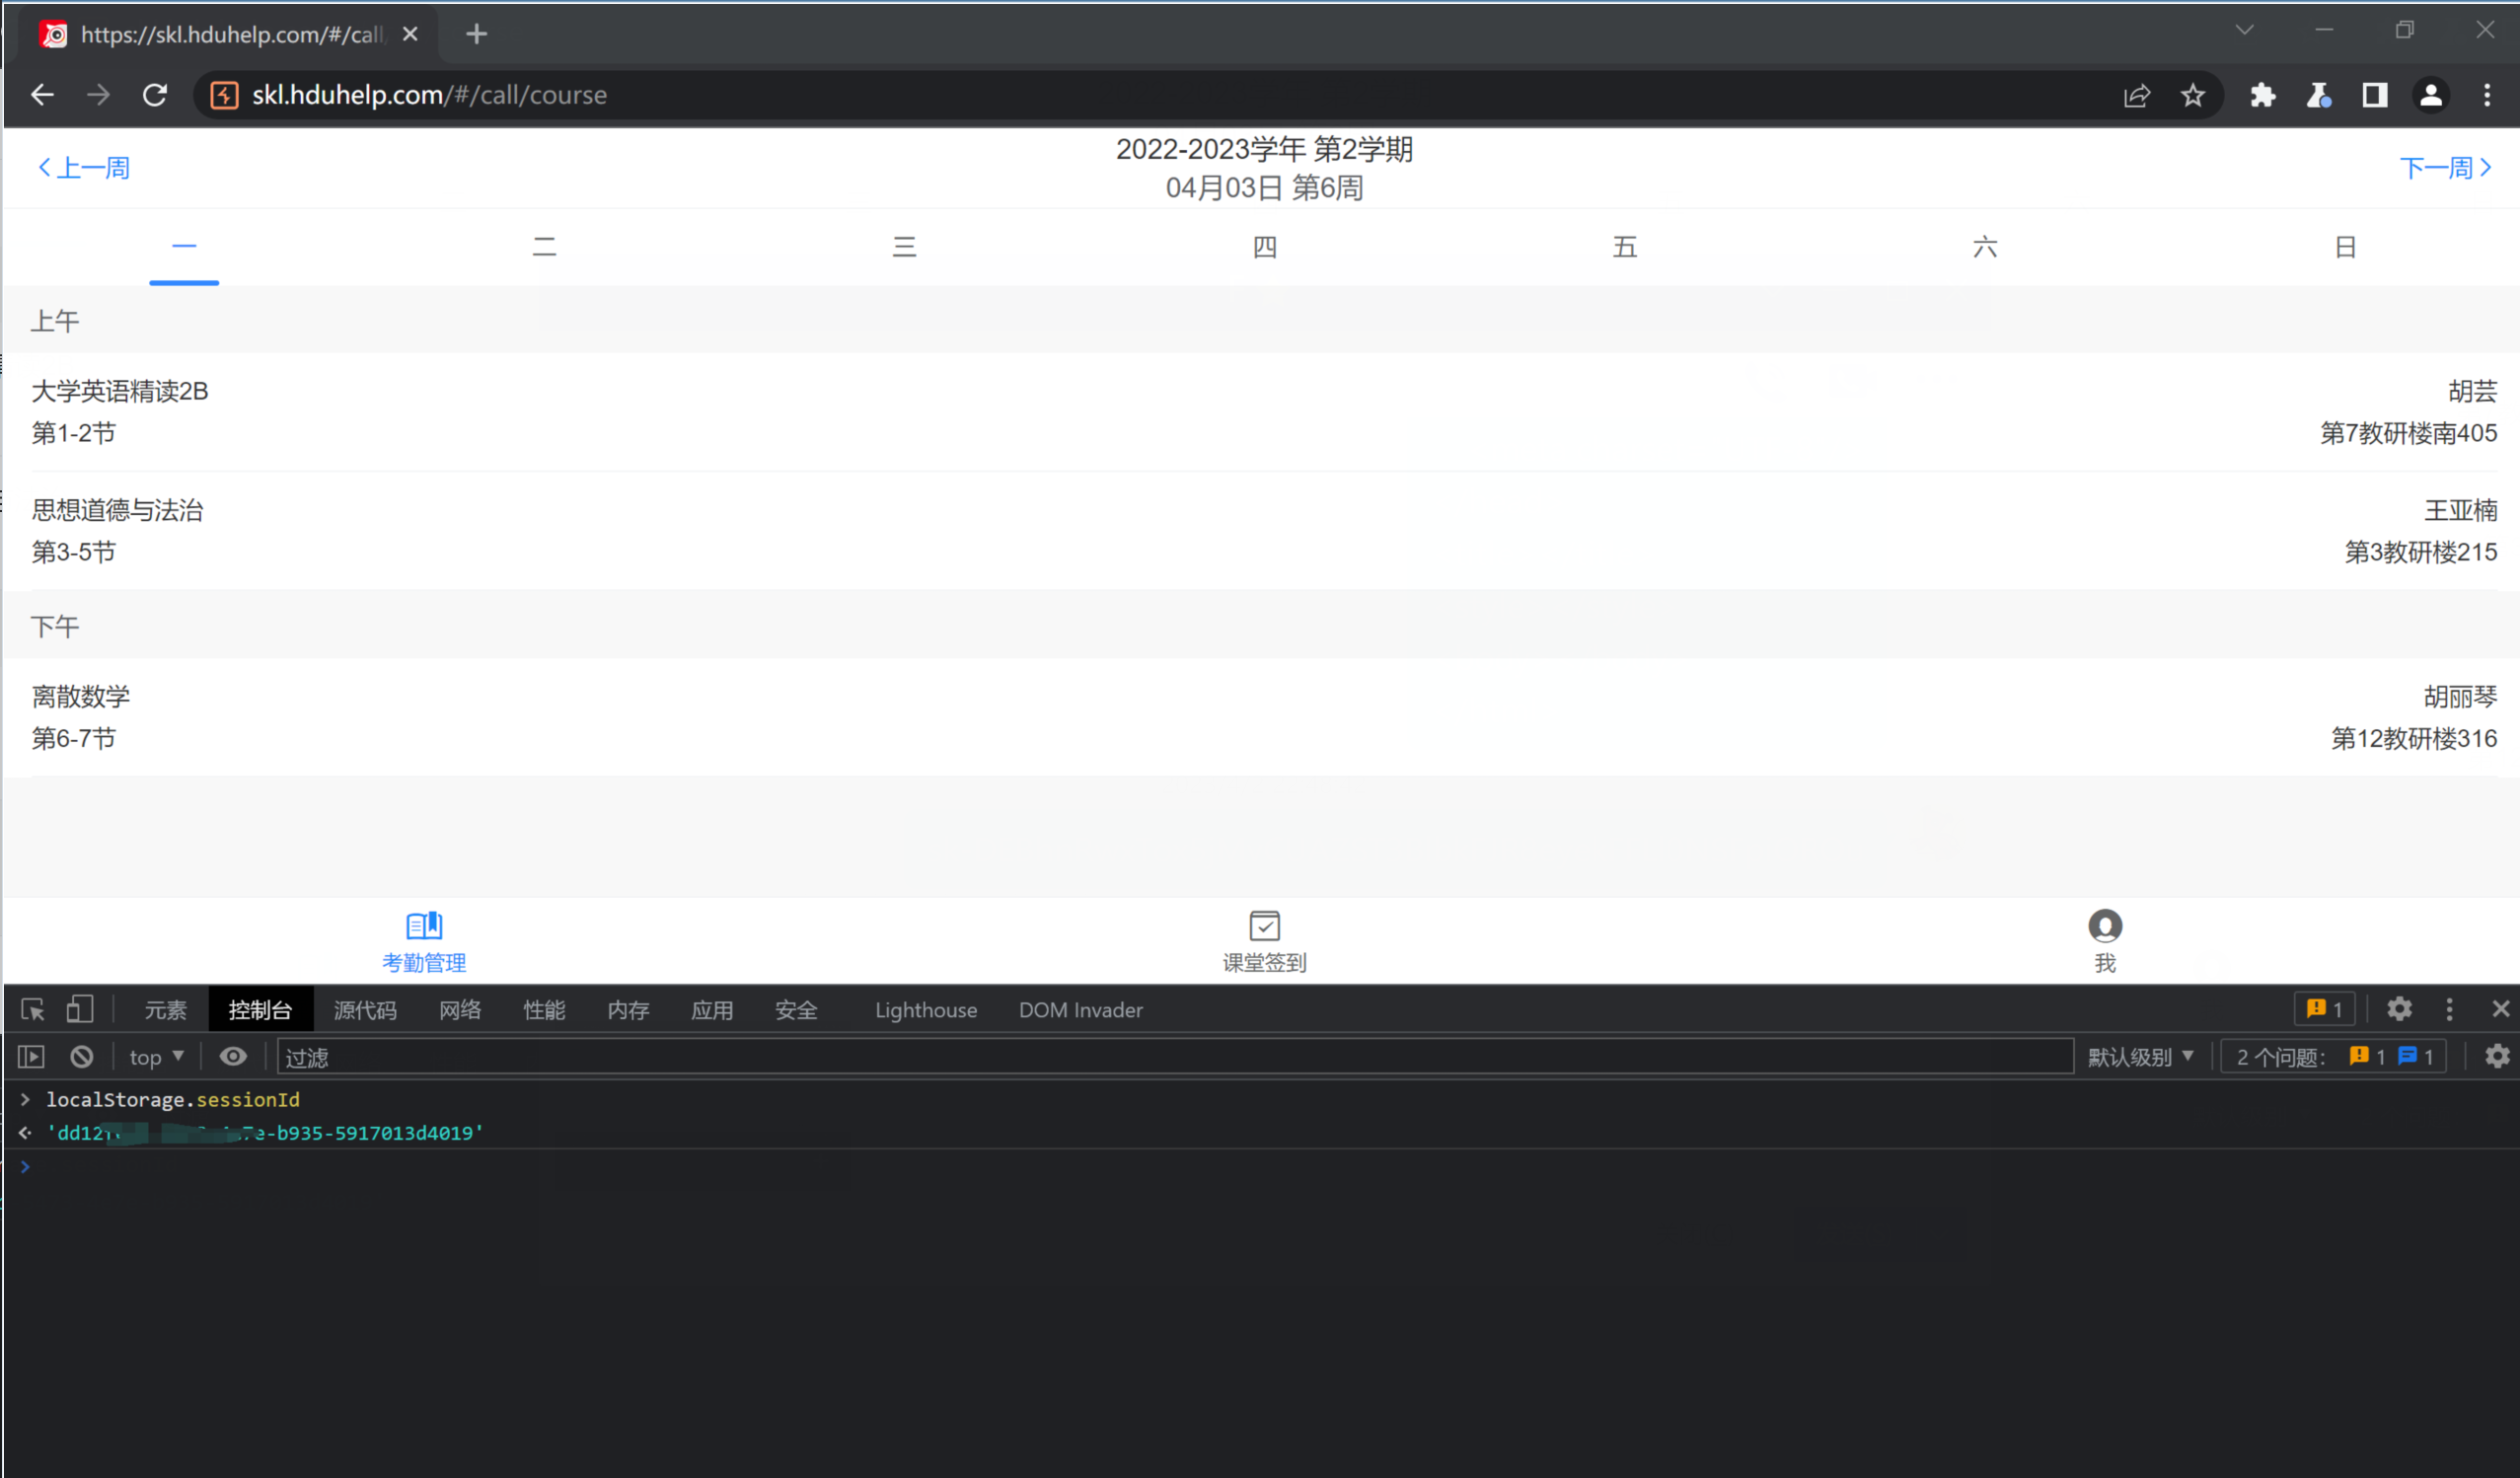 https://skl.hduhelp.com/#/call
skl.hduhelp.com/#/call/course
上一周
2022-2023学年 第2学期
下一周
04月03日 第6周
一 二 三 四 五 六 日
上午
大学英语精读2B 胡芸
第1-2节 第7教研楼南405
思想道德与法治 王亚楠
第3-5节 第3教研楼215
下午
离散数学 胡丽琴
第6-7节 第12教研楼316
考勤管理 课堂签到 我
元素 控制台 源代码 网络 性能 内存 应用 安全 Lighthouse DOM Invader 1
top 过滤 默认级别 2 个问题: 1 1
localStorage.sessionId
'dd12 e-b935-5917013d4019'